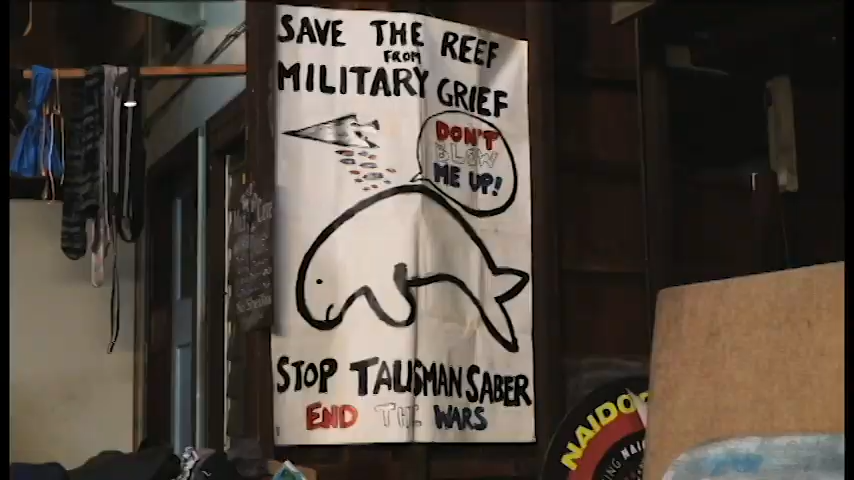 SAVE THE REEF
FROM
MILITARY GRIEF
DON'T
BLOW
ME UP!
STOP TALISMAN SABER
END THE WARS
NAIDO